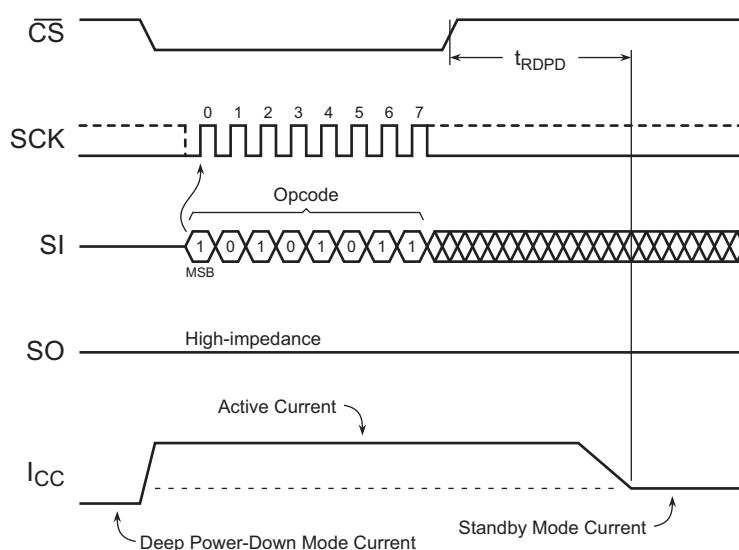 CS
tRDPD
0 1 2 3 4 5 6 7
SCK
Opcode
SI
1 0 1 0 1 0 1 1
MSB
High-impedance
SO
Active Current
ICC
Standby Mode Current
Deep Power-Down Mode Current